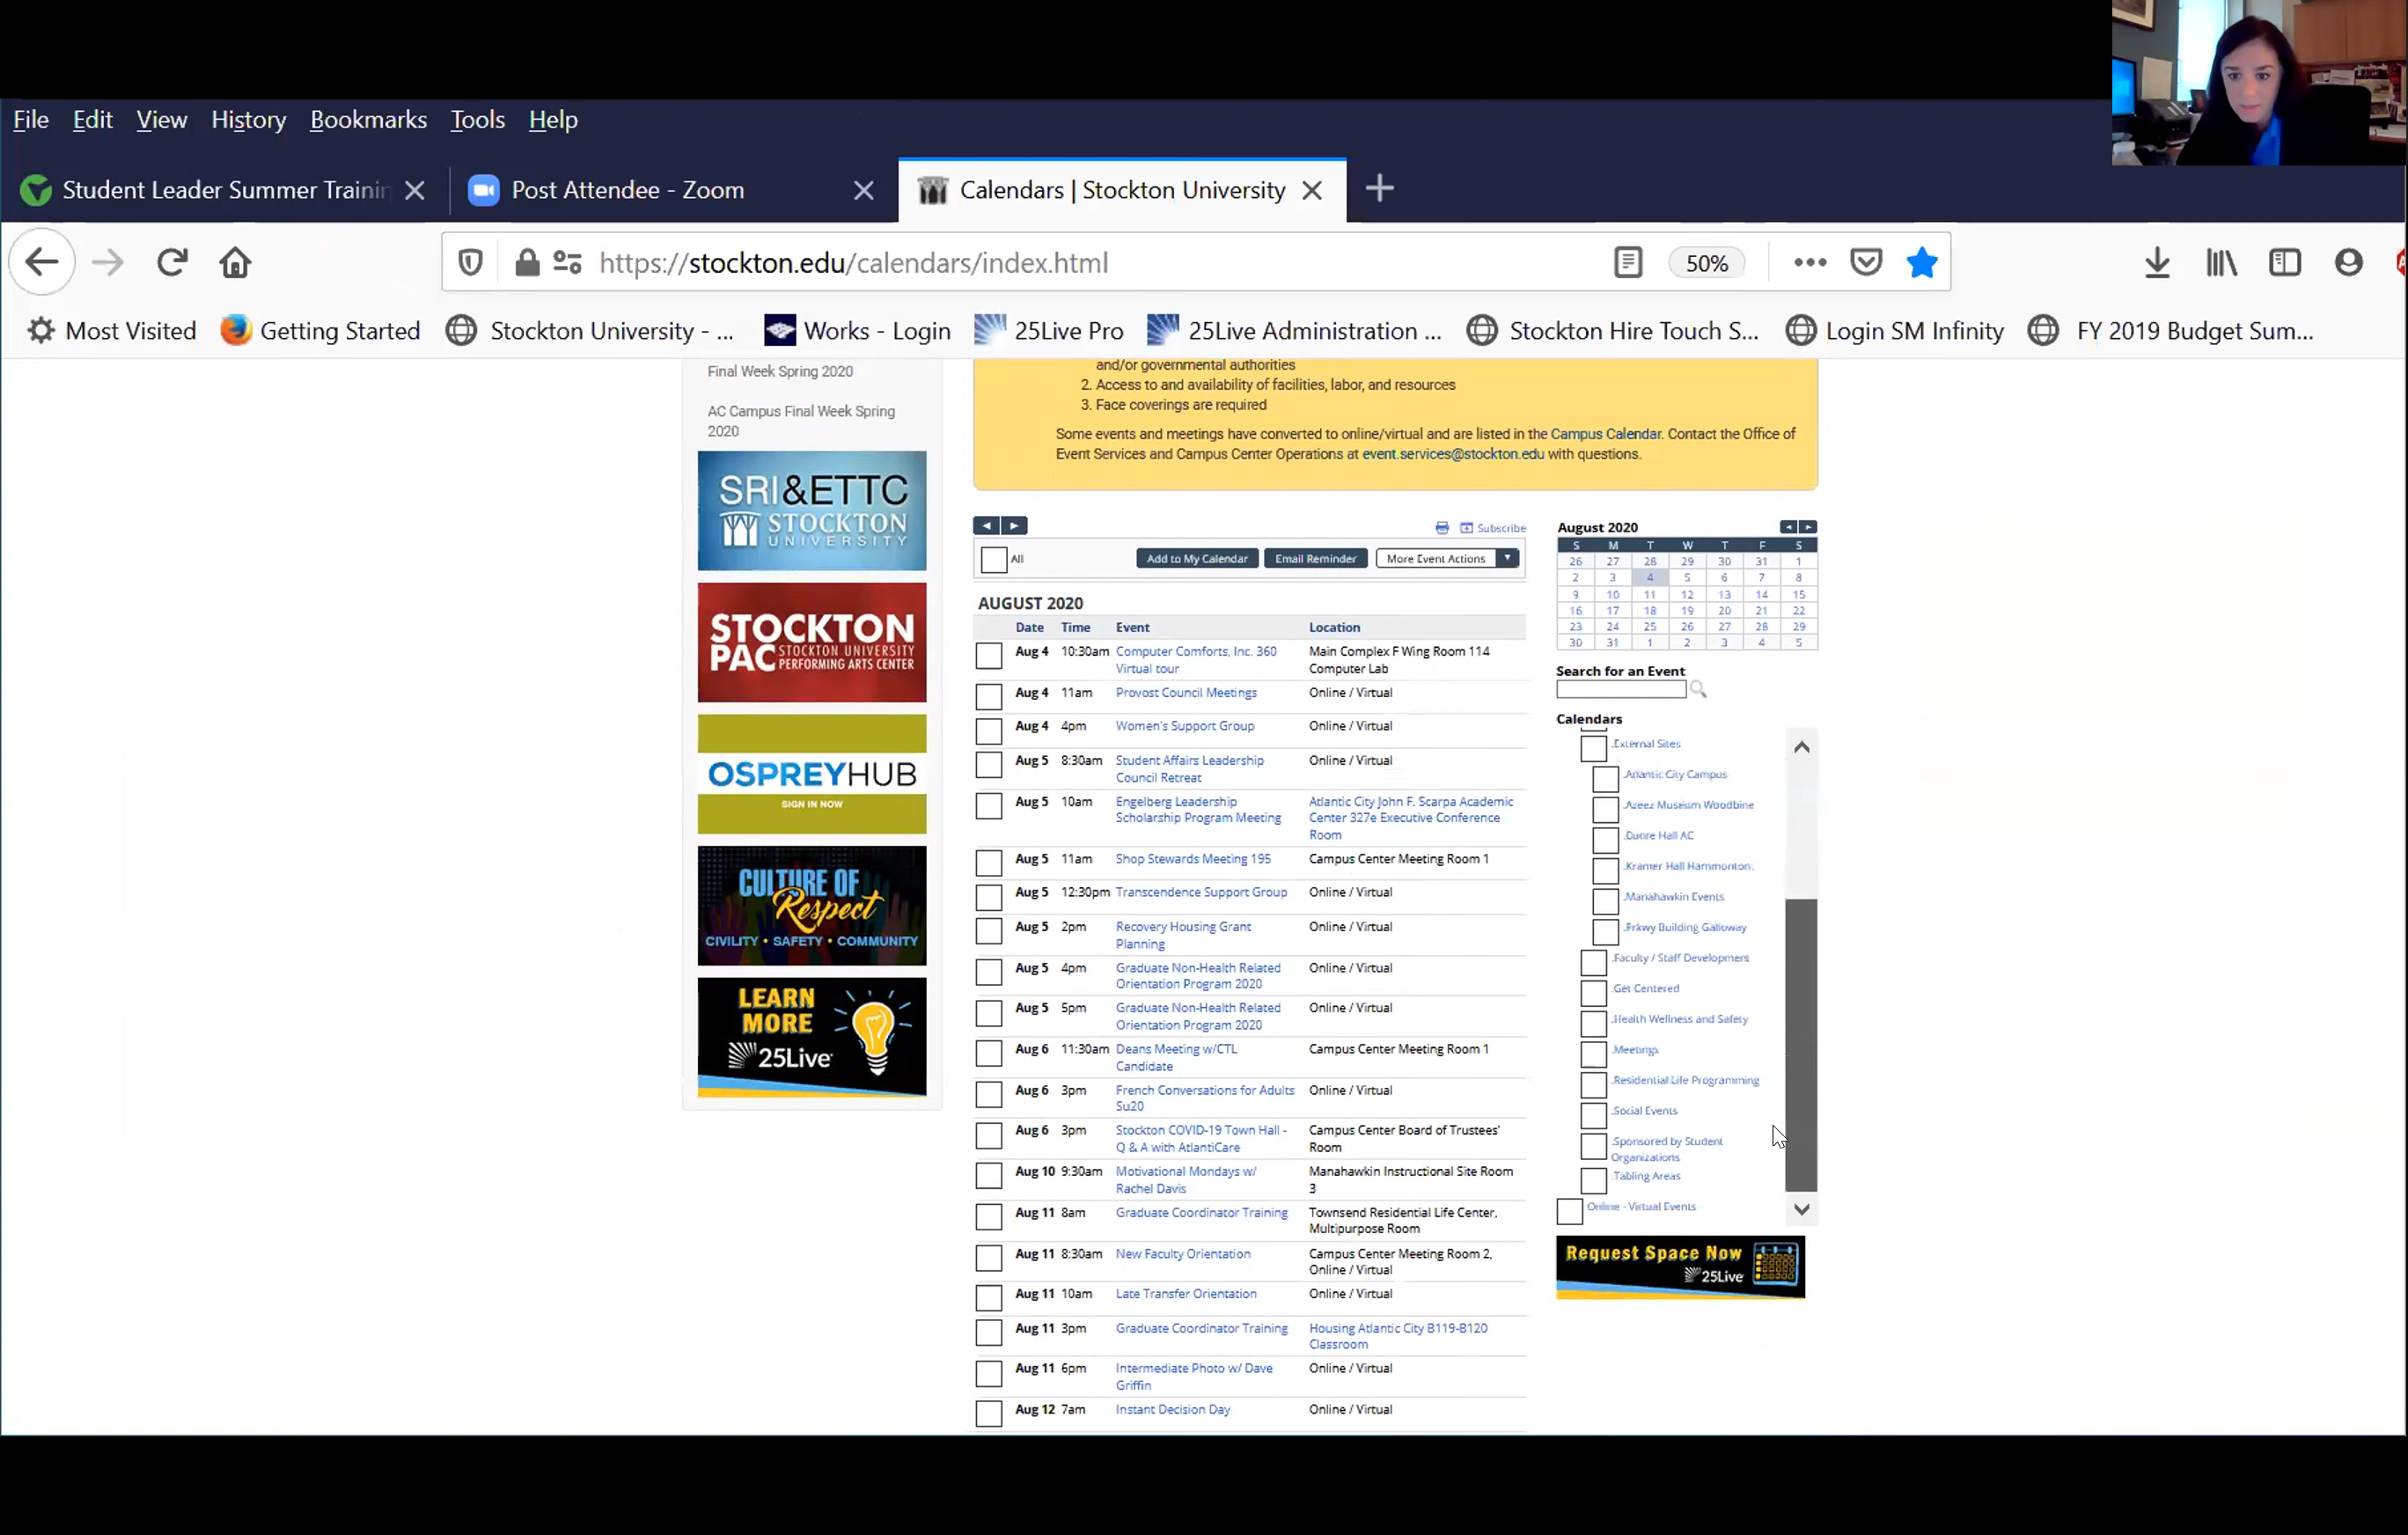 File Edit View History Bookmarks Tools Help
Student Leader Summer Trainin
Post Attendee - Zoom
Calendars | Stockton University
https://stockton.edu/calendars/index.html
50%
Most Visited
Getting Started
Stockton University - ...
Works - Login
25Live Pro
25Live Administration ...
Stockton Hire Touch S...
Login SM Infinity
FY 2019 Budget Sum...
Final Week Spring 2020
AC Campus Final Week Spring
2020
SRI&ETTC
STOCKTON
UNIVERSITY
STOCKTON
PAC STOCKTON UNIVERSITY
PERFORMING ARTS CENTER
OSPREYHUB
SIGN IN NOW
CULTURE OF
Respect
CIVILITY • SAFETY • COMMUNITY
LEARN
MORE
25Live
and/or governmental authorities
2. Access to and availability of facilities, labor, and resources
3. Face coverings are required
Some events and meetings have converted to online/virtual and are listed in the Campus Calendar. Contact the Office of
Event Services and Campus Center Operations at event.services@stockton.edu with questions.
Subscribe
All
Add to My Calendar
Email Reminder
More Event Actions
AUGUST 2020
Date Time Event Location
Aug 4 10:30am Computer Comforts, Inc. 360 Main Complex F Wing Room 114
Virtual tour Computer Lab
Aug 4 11am Provost Council Meetings Online / Virtual
Aug 4 4pm Women's Support Group Online / Virtual
Aug 5 8:30am Student Affairs Leadership Online / Virtual
Council Retreat
Aug 5 10am Engelberg Leadership Atlantic City John F. Scarpa Academic
Scholarship Program Meeting Center 327e Executive Conference
Room
Aug 5 11am Shop Stewards Meeting 195 Campus Center Meeting Room 1
Aug 5 12:30pm Transcendence Support Group Online / Virtual
Aug 5 2pm Recovery Housing Grant Online / Virtual
Planning
Aug 5 4pm Graduate Non-Health Related Online / Virtual
Orientation Program 2020
Aug 5 5pm Graduate Non-Health Related Online / Virtual
Orientation Program 2020
Aug 6 11:30am Deans Meeting w/CTL Campus Center Meeting Room 1
Candidate
Aug 6 3pm French Conversations for Adults Online / Virtual
Su20
Aug 6 3pm Stockton COVID-19 Town Hall - Campus Center Board of Trustees'
Q & A with AtlantiCare Room
Aug 10 9:30am Motivational Mondays w/ Manahawkin Instructional Site Room
Rachel Davis 3
Aug 11 8am Graduate Coordinator Training Townsend Residential Life Center,
Multipurpose Room
Aug 11 8:30am New Faculty Orientation Campus Center Meeting Room 2,
Online / Virtual
Aug 11 10am Late Transfer Orientation Online / Virtual
Aug 11 3pm Graduate Coordinator Training Housing Atlantic City B119-B120
Classroom
Aug 11 6pm Intermediate Photo w/ Dave Online / Virtual
Griffin
Aug 12 7am Instant Decision Day Online / Virtual
August 2020
S M T W T F S
26 27 28 29 30 31 1
2 3 4 5 6 7 8
9 10 11 12 13 14 15
16 17 18 19 20 21 22
23 24 25 26 27 28 29
30 31 1 2 3 4 5
Search for an Event
Calendars
.External Sites
.Atlantic City Campus
.Azeez Museum Woodbine
Hall AC
.Kramer Hall Hammonton
.Manahawkin Events
.Prkwy Building Galloway
.Faculty / Staff Development
.Get Centered
.Health Wellness and Safety
.Meetings
.Residential Life Programming
.Social Events
.Sponsored by Student
Organizations
.Tabling Areas
Online - Virtual Events
Request Space Now
25Live